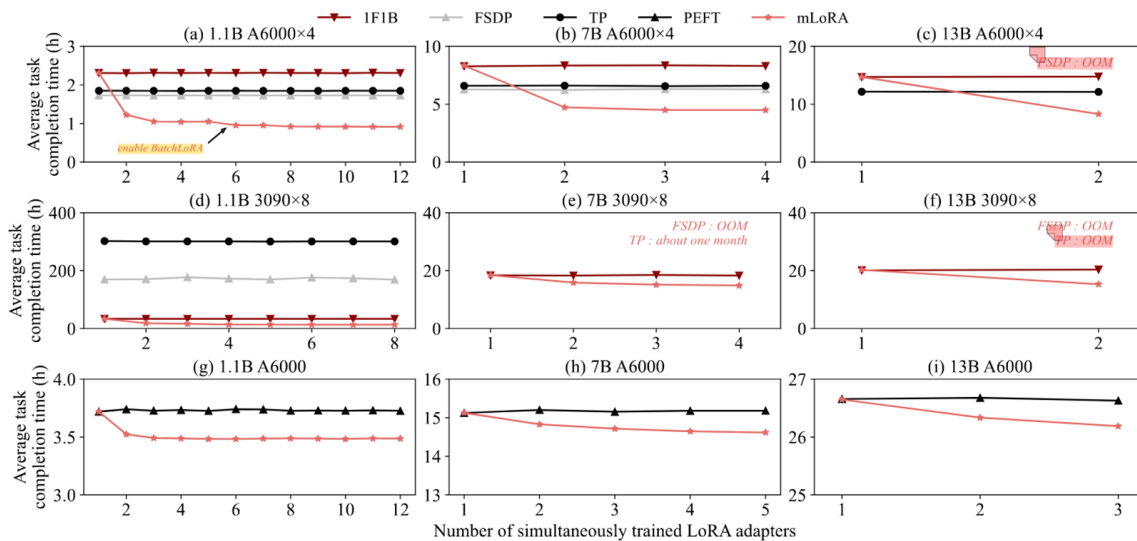 1F1B FSDP TP PEFT mLoRA
(a) 1.1B A6000×4 (b) 7B A6000×4 (c) 13B A6000×4
Average task
completion time (h)
3
2
1
0
enable BatchLoRA
2 4 6 8 10 12
10
5
0
1 2 3 4
20
10
0
FSDP : OOM
1 2
(d) 1.1B 3090×8 (e) 7B 3090×8 (f) 13B 3090×8
Average task
completion time (h)
400
200
0
2 4 6 8
40
20
0
FSDP : OOM
TP : about one month
1 2 3 4
40
20
0
FSDP : OOM
TP : OOM
1 2
(g) 1.1B A6000 (h) 7B A6000 (i) 13B A6000
Average task
completion time (h)
4.0
3.5
3.0
2 4 6 8 10 12
16
15
14
13
1 2 3 4 5
27
26
25
1 2 3
Number of simultaneously trained LoRA adapters